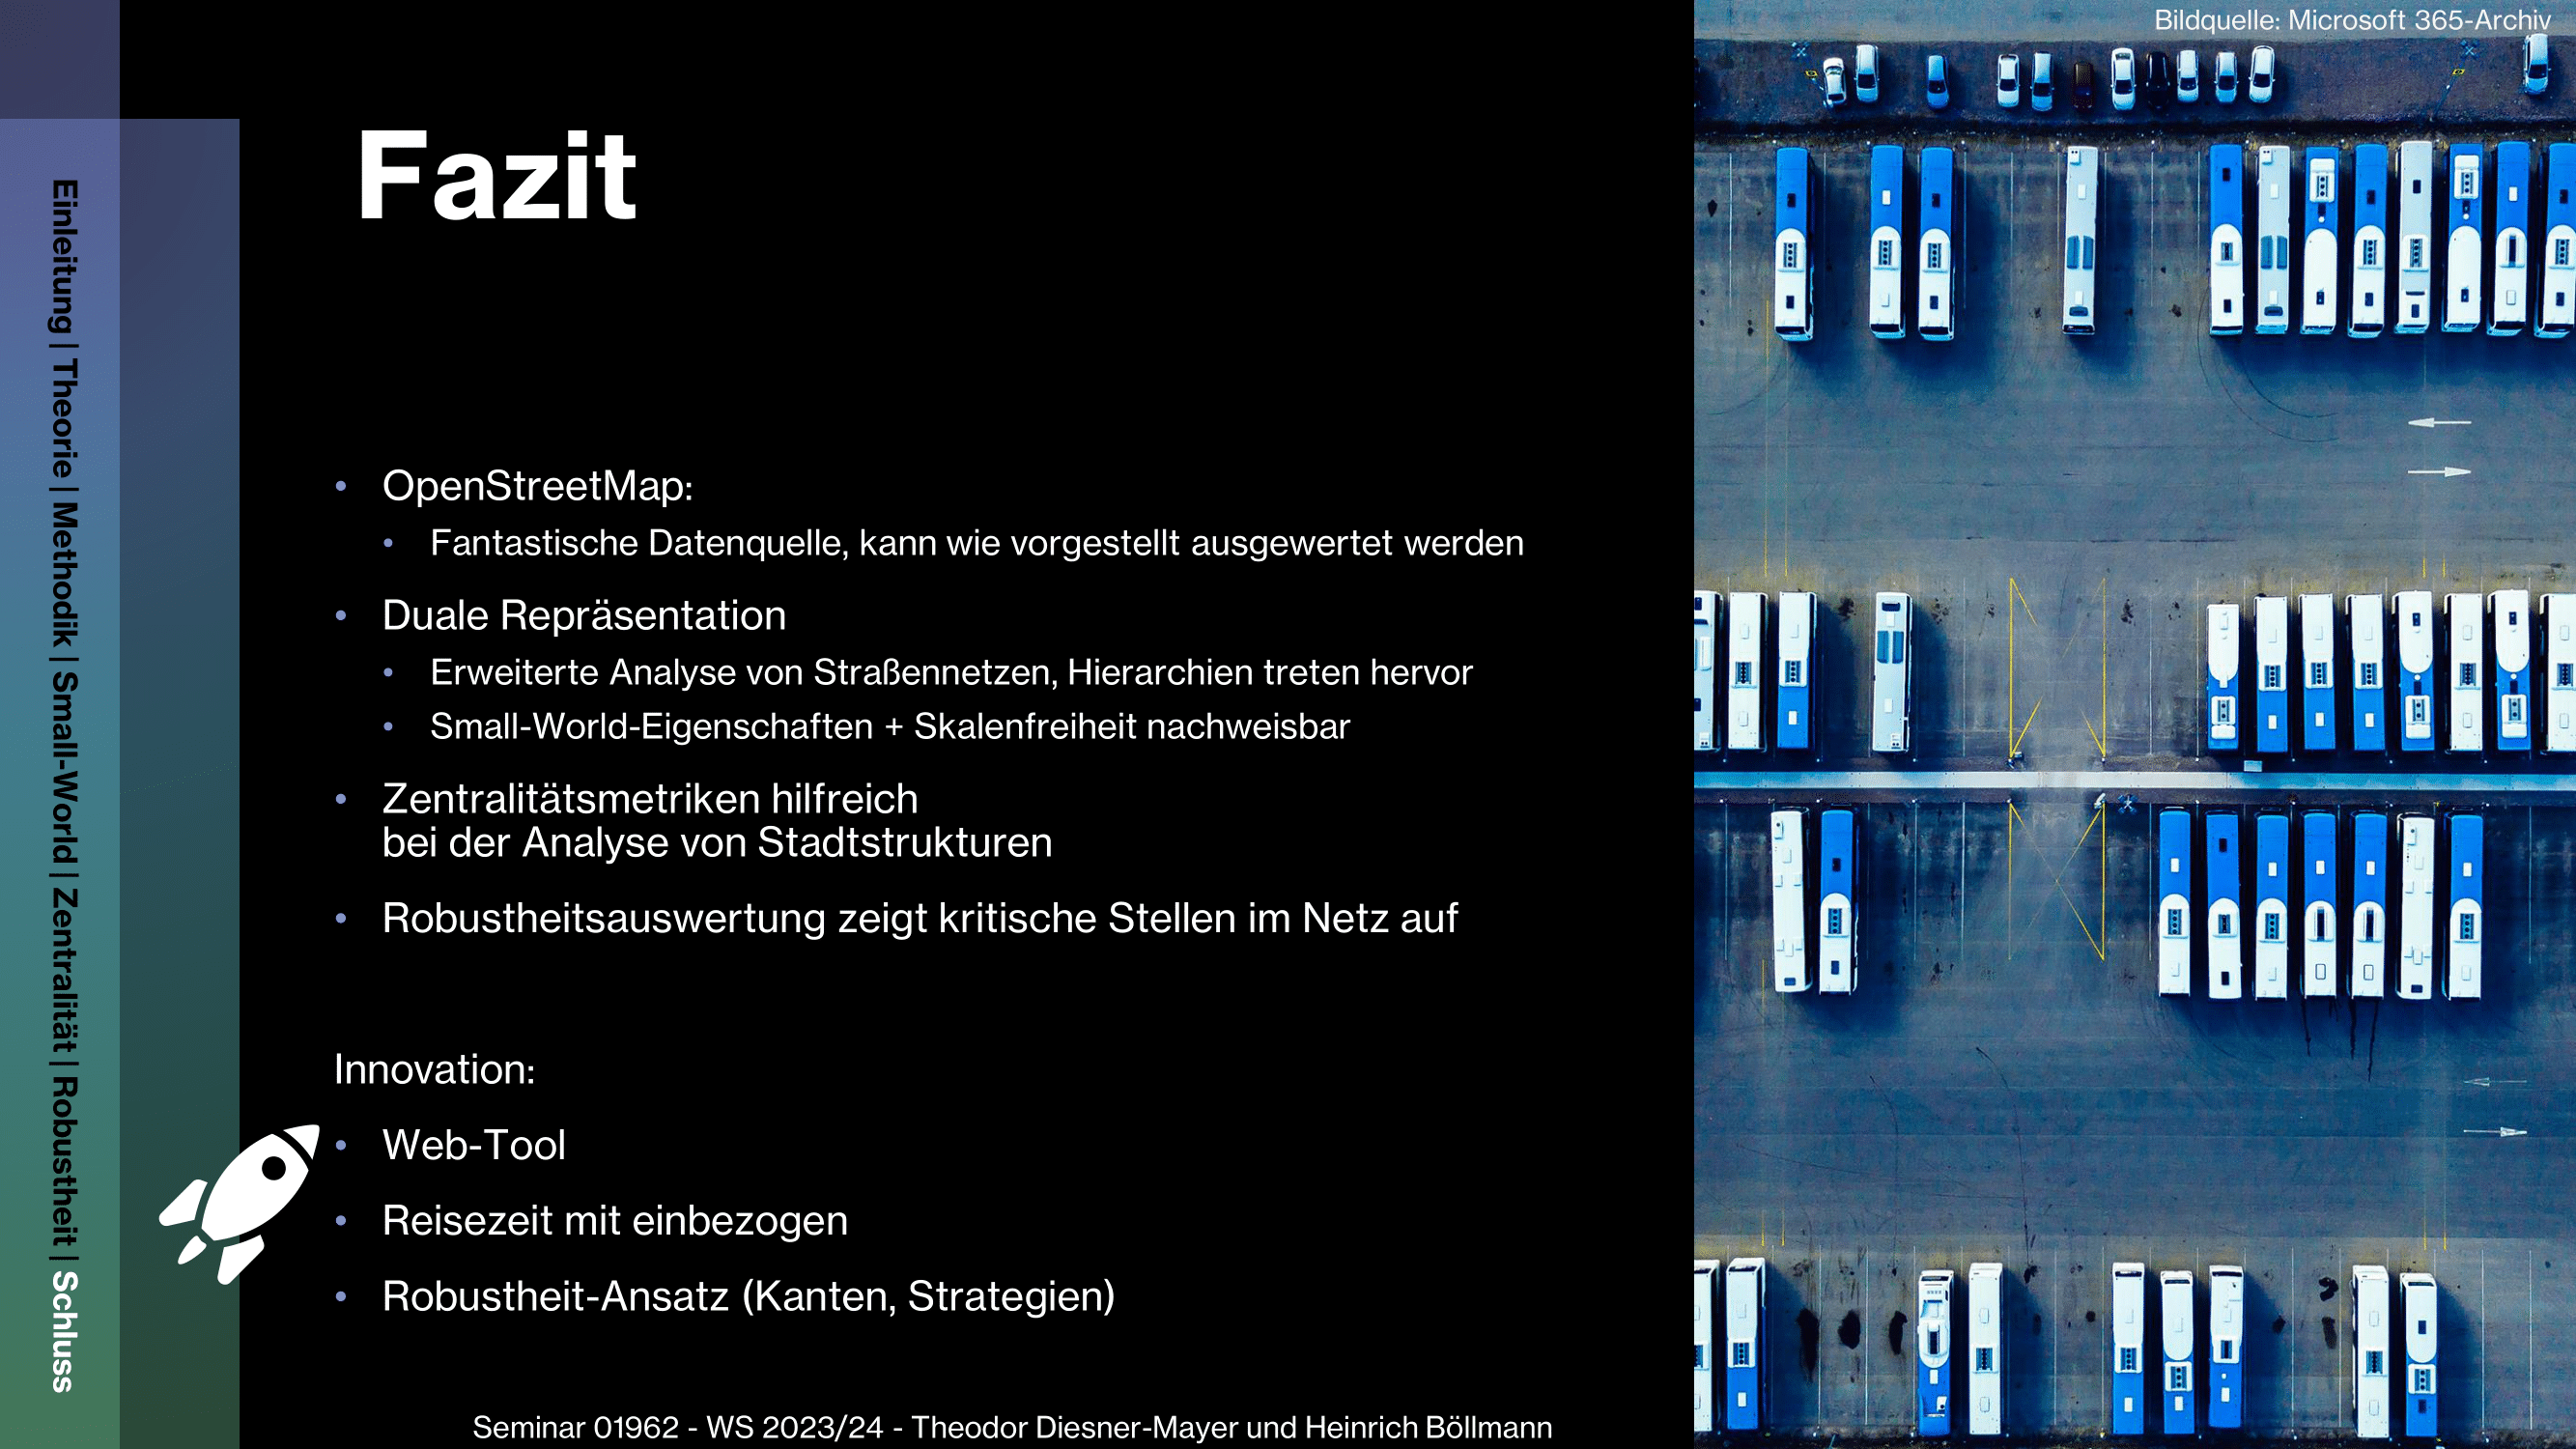 Bildquelle: Microsoft 365-Archiv
Fazit
Einleitung | Theorie | Methodik | Small-World | Zentralität | Robustheit | Schluss
• OpenStreetMap:
• Fantastische Datenquelle, kann wie vorgestellt ausgewertet werden
• Duale Repräsentation
• Erweiterte Analyse von Straßennetzen, Hierarchien treten hervor
• Small-World-Eigenschaften + Skalenfreiheit nachweisbar
• Zentralitätsmetriken hilfreich
bei der Analyse von Stadtstrukturen
• Robustheitsauswertung zeigt kritische Stellen im Netz auf
Innovation:
• Web-Tool
• Reisezeit mit einbezogen
• Robustheit-Ansatz (Kanten, Strategien)
Seminar 01962 - WS 2023/24 - Theodor Diesner-Mayer und Heinrich Böllmann